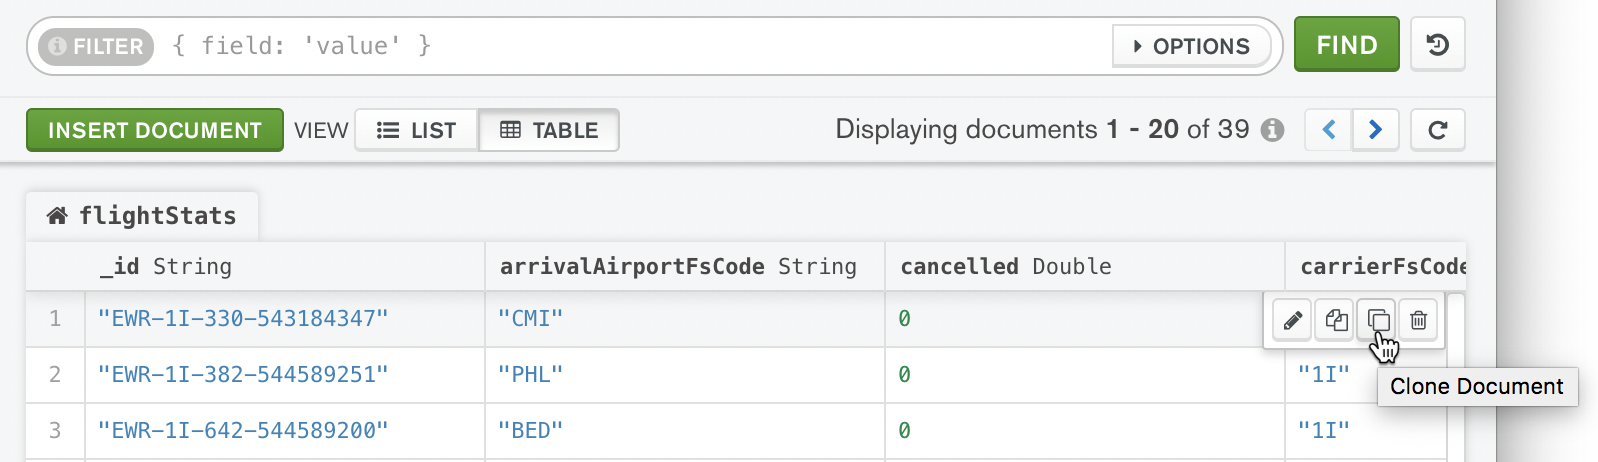 FILTER { field: 'value' } OPTIONS FIND
INSERT DOCUMENT VIEW LIST TABLE Displaying documents 1 - 20 of 39
flightStats
_id String arrivalAirportFsCode String cancelled Double carrierFsCode
1 "EWR-1I-330-543184347" "CMI" 0
2 "EWR-1I-382-544589251" "PHL" 0 "1I"
Clone Document
3 "EWR-1I-642-544589200" "BED" 0 "1I"